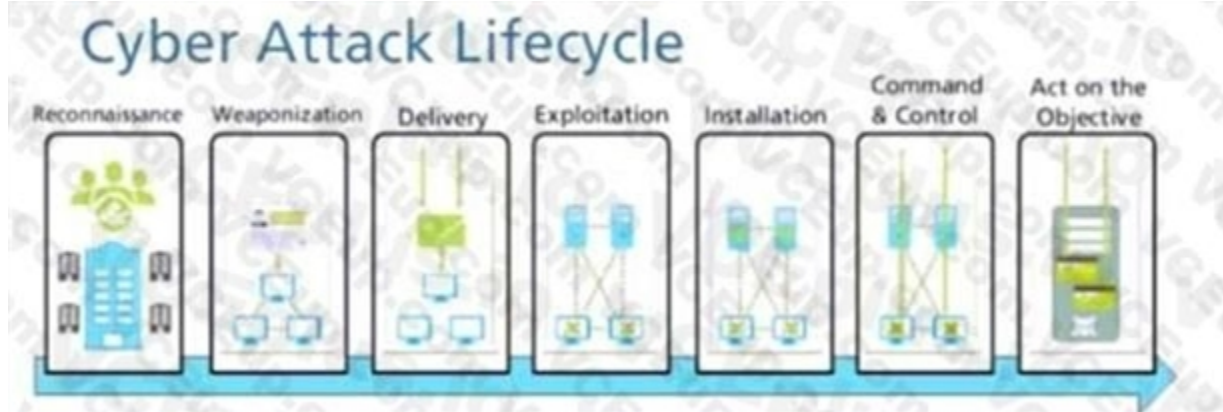 Cyber Attack Lifecycle
Reconnaissance
Weaponization
Delivery
Exploitation
Installation
Command
& Control
Act on the
Objective